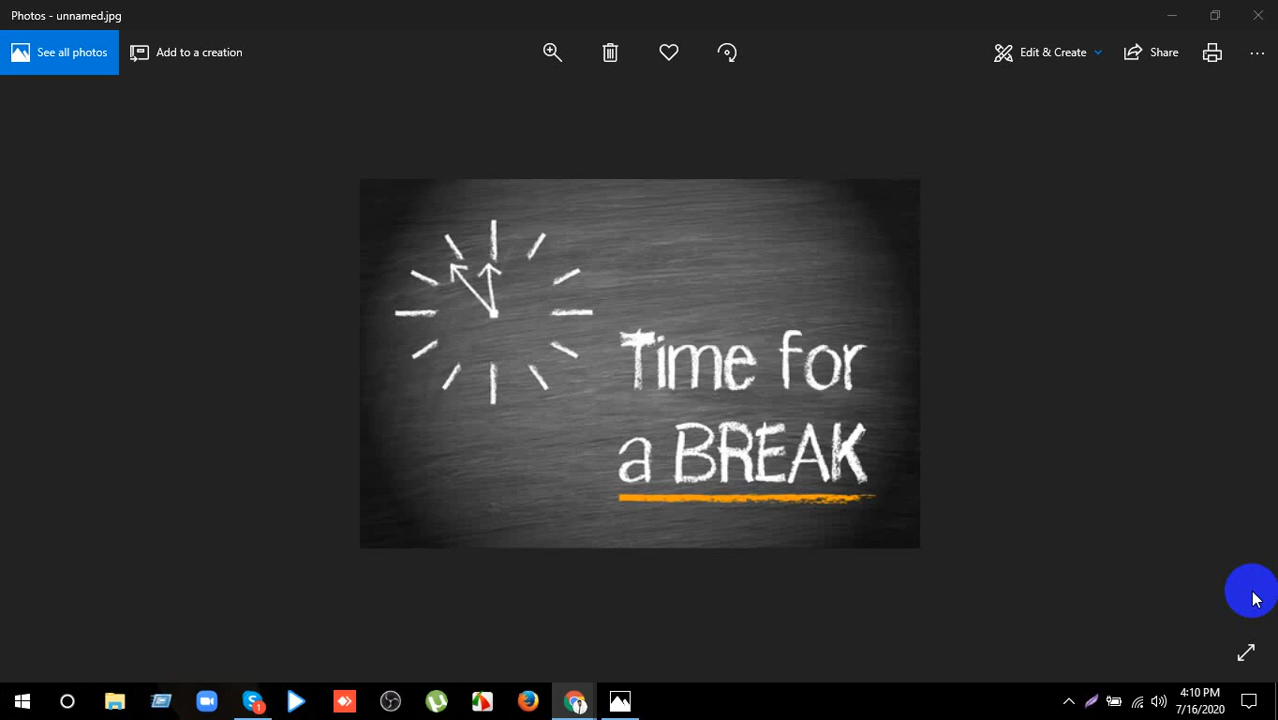 Photos - unnamed.jpg
See all photos
Add to a creation
Edit & Create
Share
Time for
a BREAK
1
4:10 PM
7/16/2020